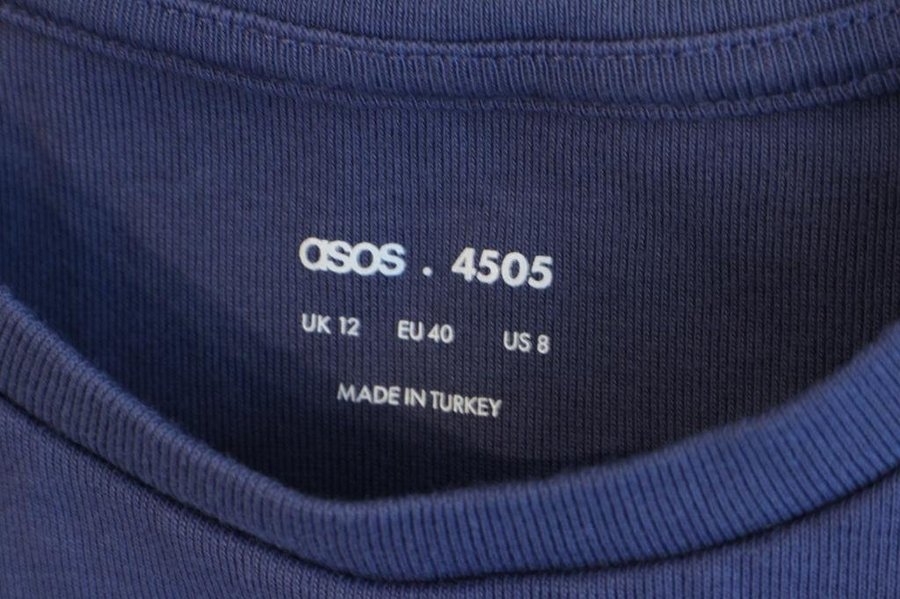 asos . 4505
UK 12 EU 40 US 8
MADE IN TURKEY